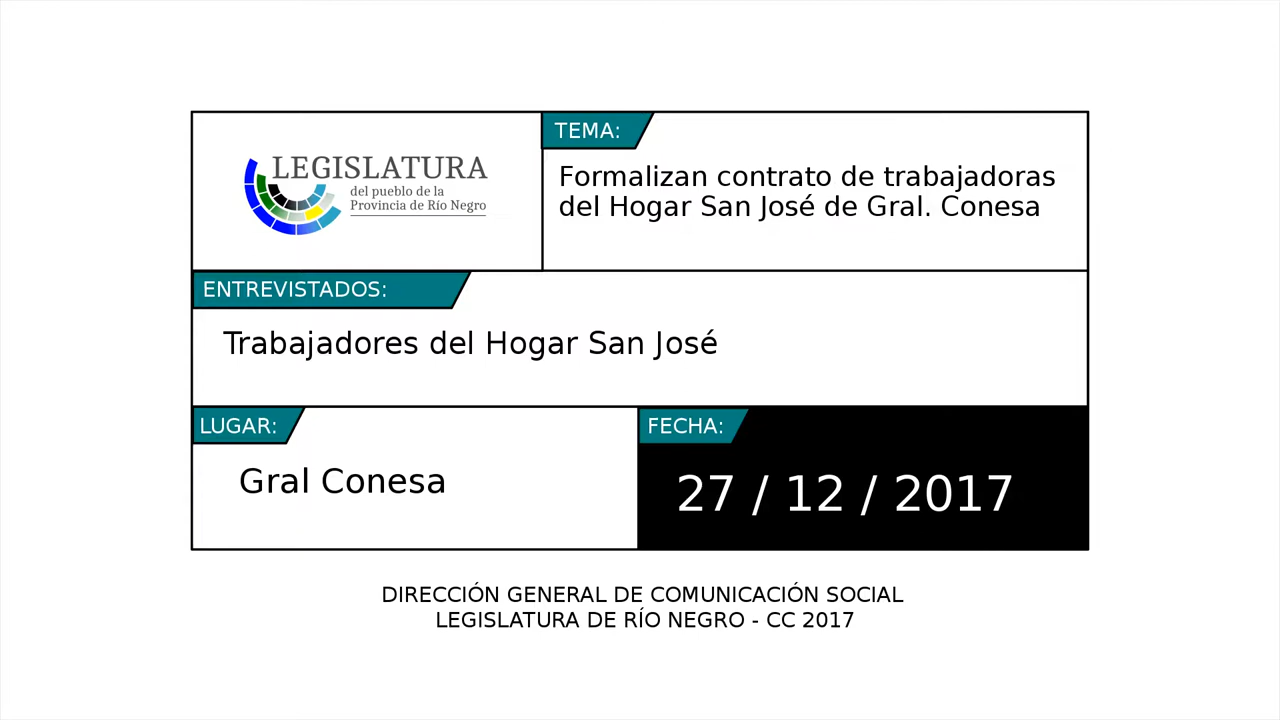 LEGISLATURA
del pueblo de la
Provincia de Río Negro
TEMA:
Formalizan contrato de trabajadoras
del Hogar San José de Gral. Conesa
ENTREVISTADOS:
Trabajadores del Hogar San José
LUGAR:
Gral Conesa
FECHA:
27 / 12 / 2017
DIRECCIÓN GENERAL DE COMUNICACIÓN SOCIAL
LEGISLATURA DE RÍO NEGRO - CC 2017